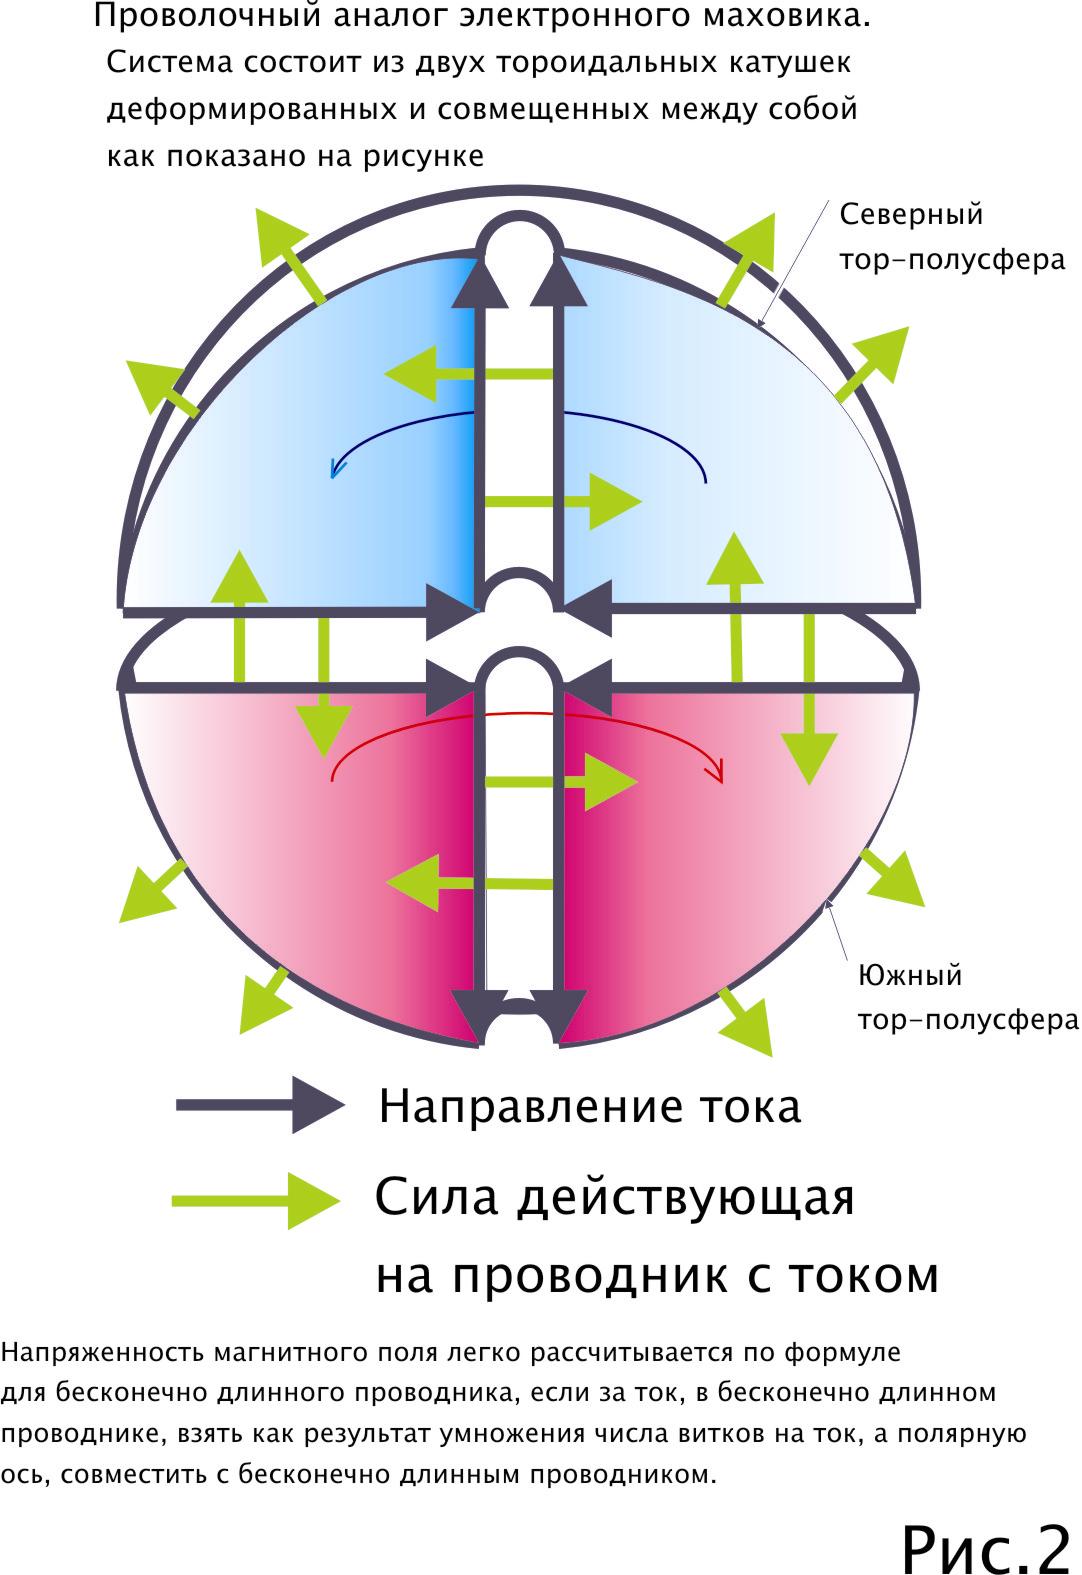 Проволочный аналог электронного маховика.
Система состоит из двух тороидальных катушек
деформированных и совмещенных между собой
как показано на рисунке
Северный
тор-полусфера
Южный
тор-полусфера
Направление тока
Сила действующая
на проводник с током
Напряженность магнитного поля легко рассчитывается по формуле
для бесконечно длинного проводника, если за ток, в бесконечно длинном
проводнике, взять как результат умножения числа витков на ток, а полярную
ось, совместить с бесконечно длинным проводником.
Рис.2